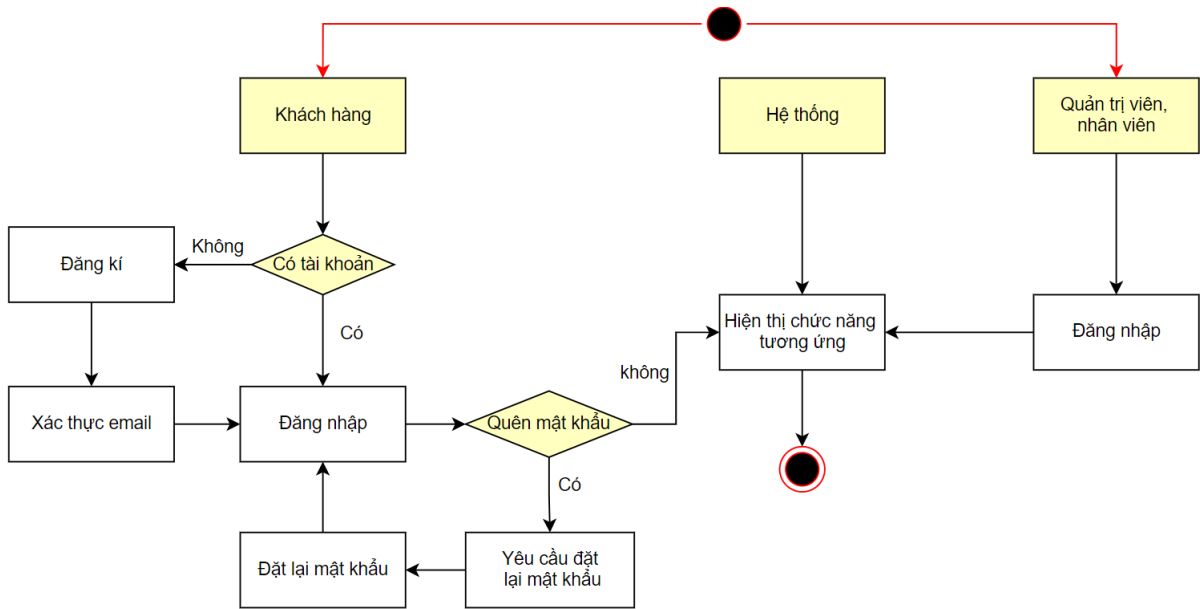 Khách hàng
Hệ thống
Quản trị viên,
nhân viên
Không
Đăng kí
Có tài khoản
Có
Hiện thị chức năng
tương ứng
Đăng nhập
không
Xác thực email
Đăng nhập
Quên mật khẩu
Có
Đặt lại mật khẩu
Yêu cầu đặt
lại mật khẩu